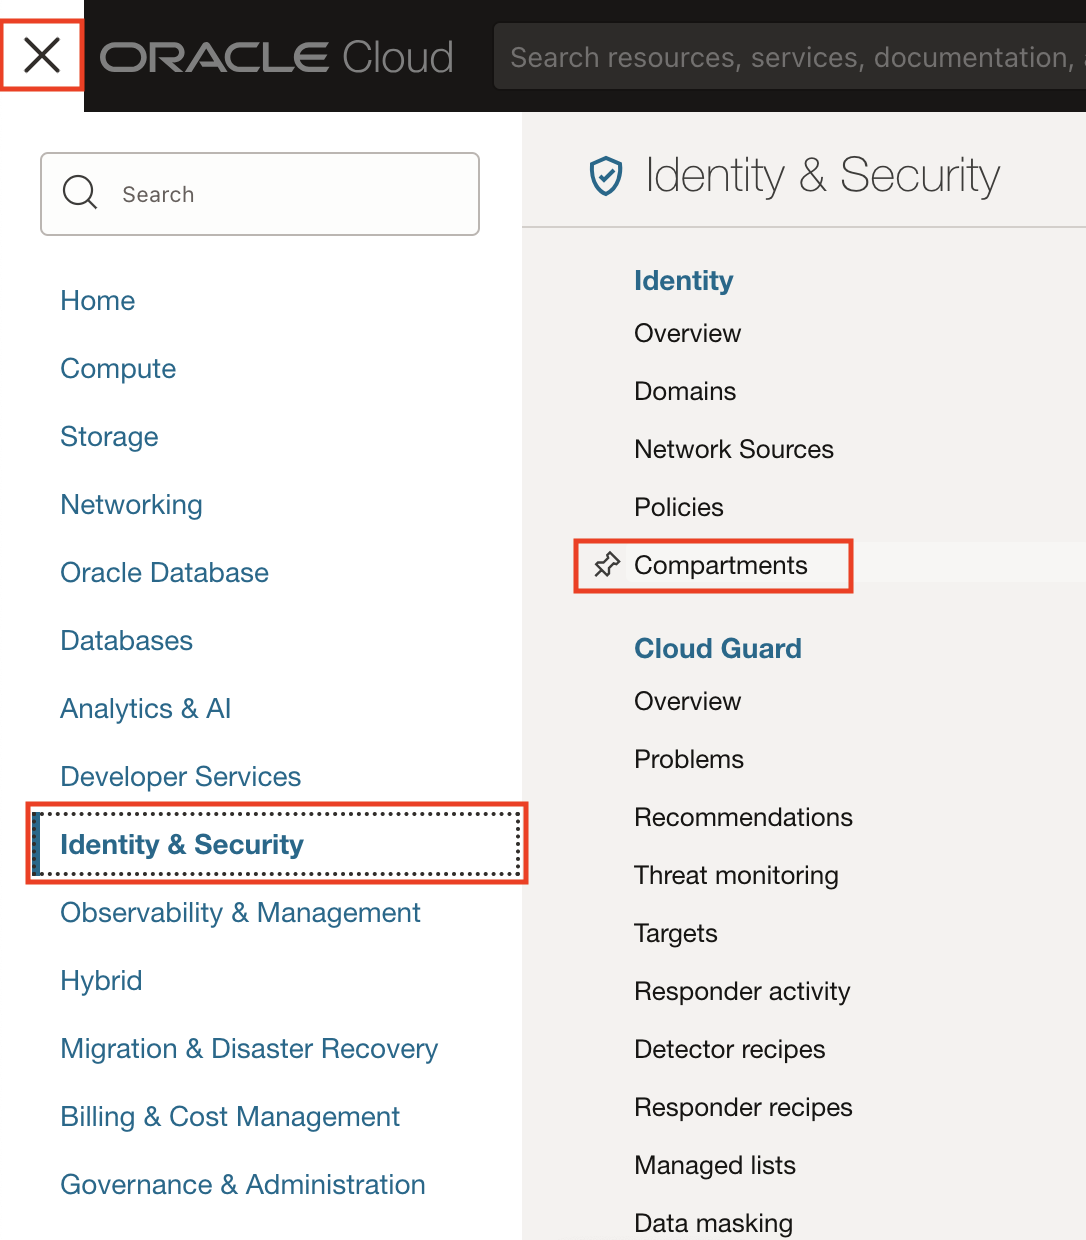 ORACLE Cloud
Search resources, services, documentation,
Search
Home
Compute
Storage
Networking
Oracle Database
Databases
Analytics & AI
Developer Services
Identity & Security
Observability & Management
Hybrid
Migration & Disaster Recovery
Billing & Cost Management
Governance & Administration
Identity & Security
Identity
Overview
Domains
Network Sources
Policies
Compartments
Cloud Guard
Overview
Problems
Recommendations
Threat monitoring
Targets
Responder activity
Detector recipes
Responder recipes
Managed lists
Data masking